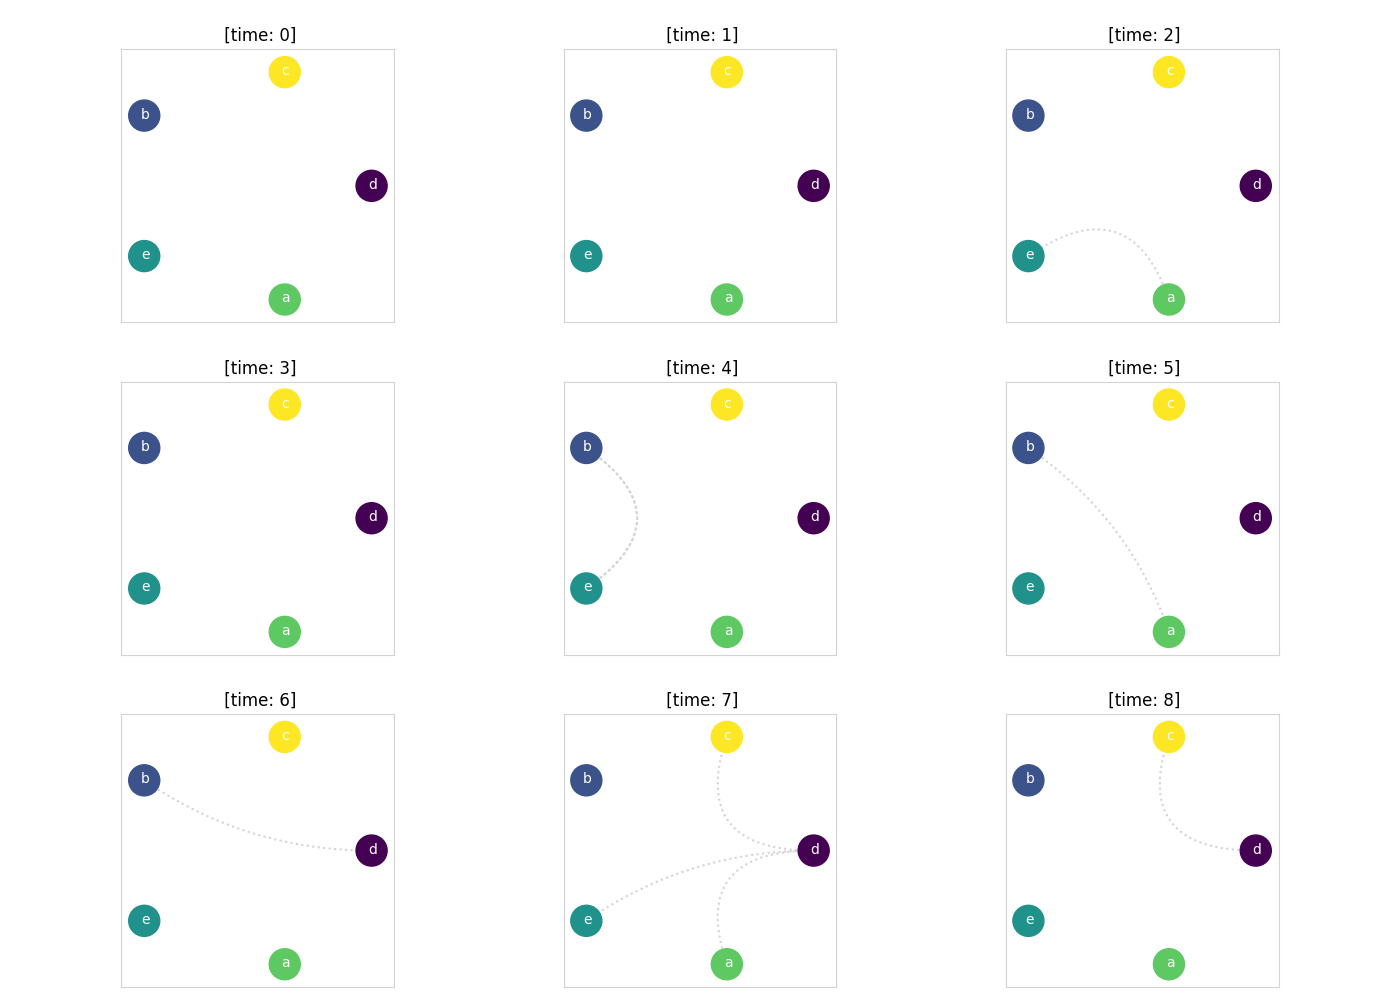 [time: 0] [time: 1] [time: 2]
c c c
b b b
d d d
e e e
a a a
[time: 3] [time: 4] [time: 5]
c c c
b b b
d d d
e e e
a a a
[time: 6] [time: 7] [time: 8]
c c c
b b b
d d d
e e e
a a a